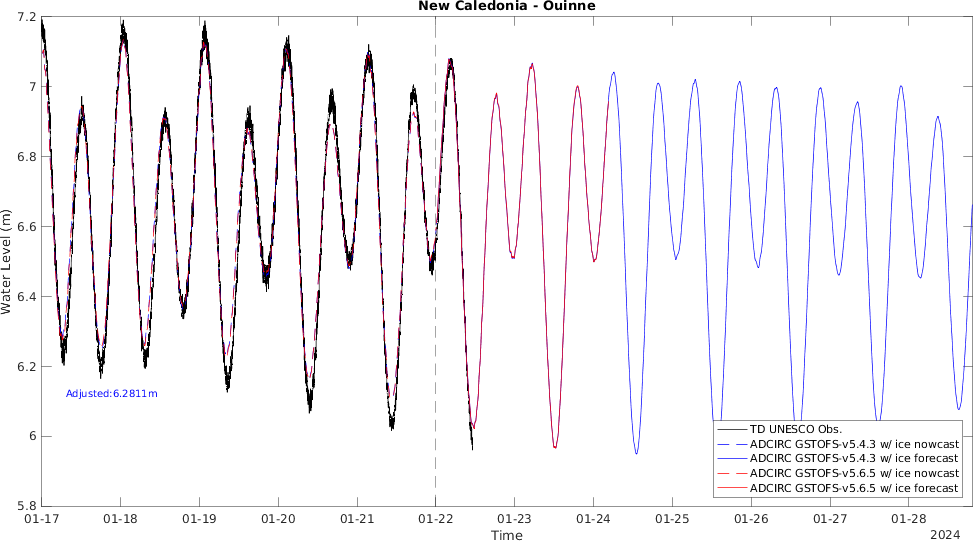 New Caledonia - Ouinne
7.2
7
6.8
6.6
6.4
6.2
6
5.8
Water Level (m)
Adjusted:6.2811m
TD UNESCO Obs.
ADCIRC GSTOFS-v5.4.3 w/ ice nowcast
ADCIRC GSTOFS-v5.4.3 w/ ice forecast
ADCIRC GSTOFS-v5.6.5 w/ ice nowcast
ADCIRC GSTOFS-v5.6.5 w/ ice forecast
01-17 01-18 01-19 01-20 01-21 01-22 01-23 01-24 01-25 01-26 01-27 01-28
Time
2024